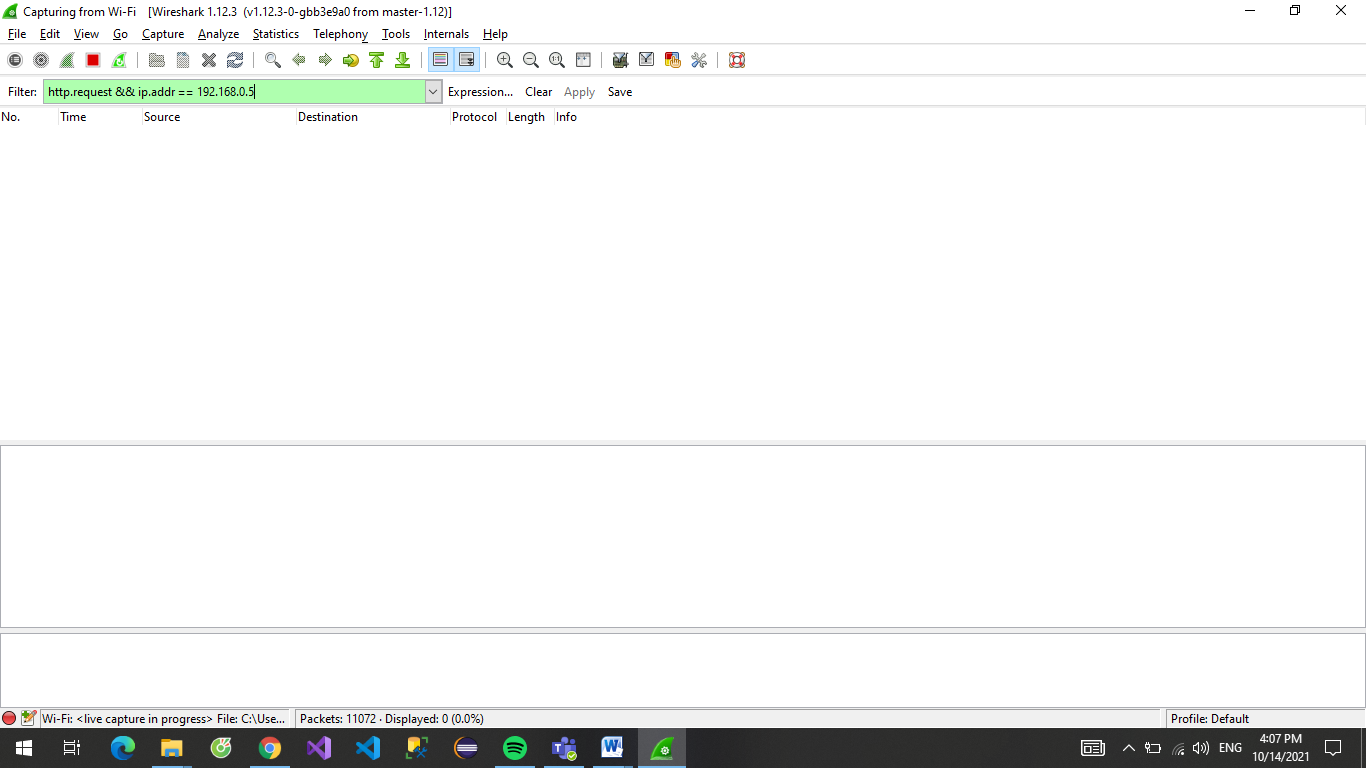 Capturing from Wi-Fi [Wireshark 1.12.3 (v1.12.3-0-gbb3e9a0 from master-1.12)]
File Edit View Go Capture Analyze Statistics Telephony Tools Internals Help
Filter: http.request && ip.addr == 192.168.0.5 Expression... Clear Apply Save
No. Time Source Destination Protocol Length Info
Wi-Fi: <live capture in progress> File: C:\Use... Packets: 11072 · Displayed: 0 (0.0%) Profile: Default
ENG
4:07 PM
10/14/2021